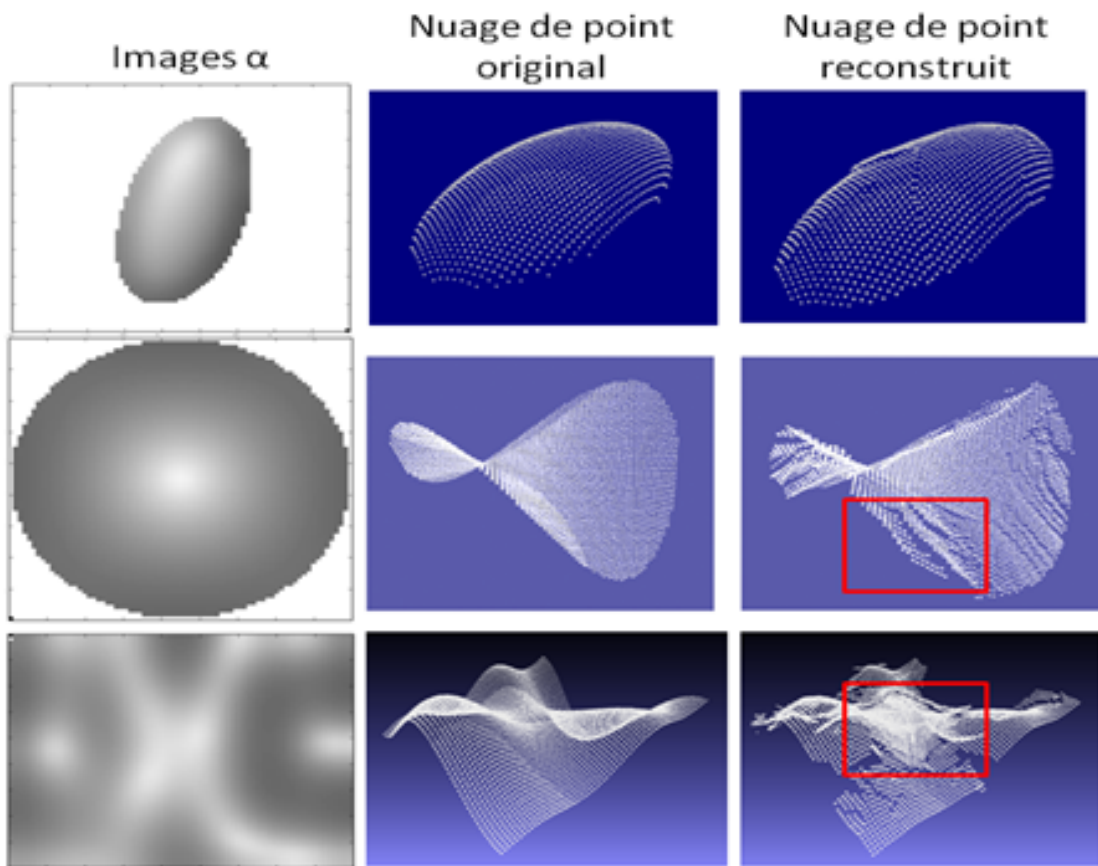 Images α
Nuage de point
original
Nuage de point
reconstruit